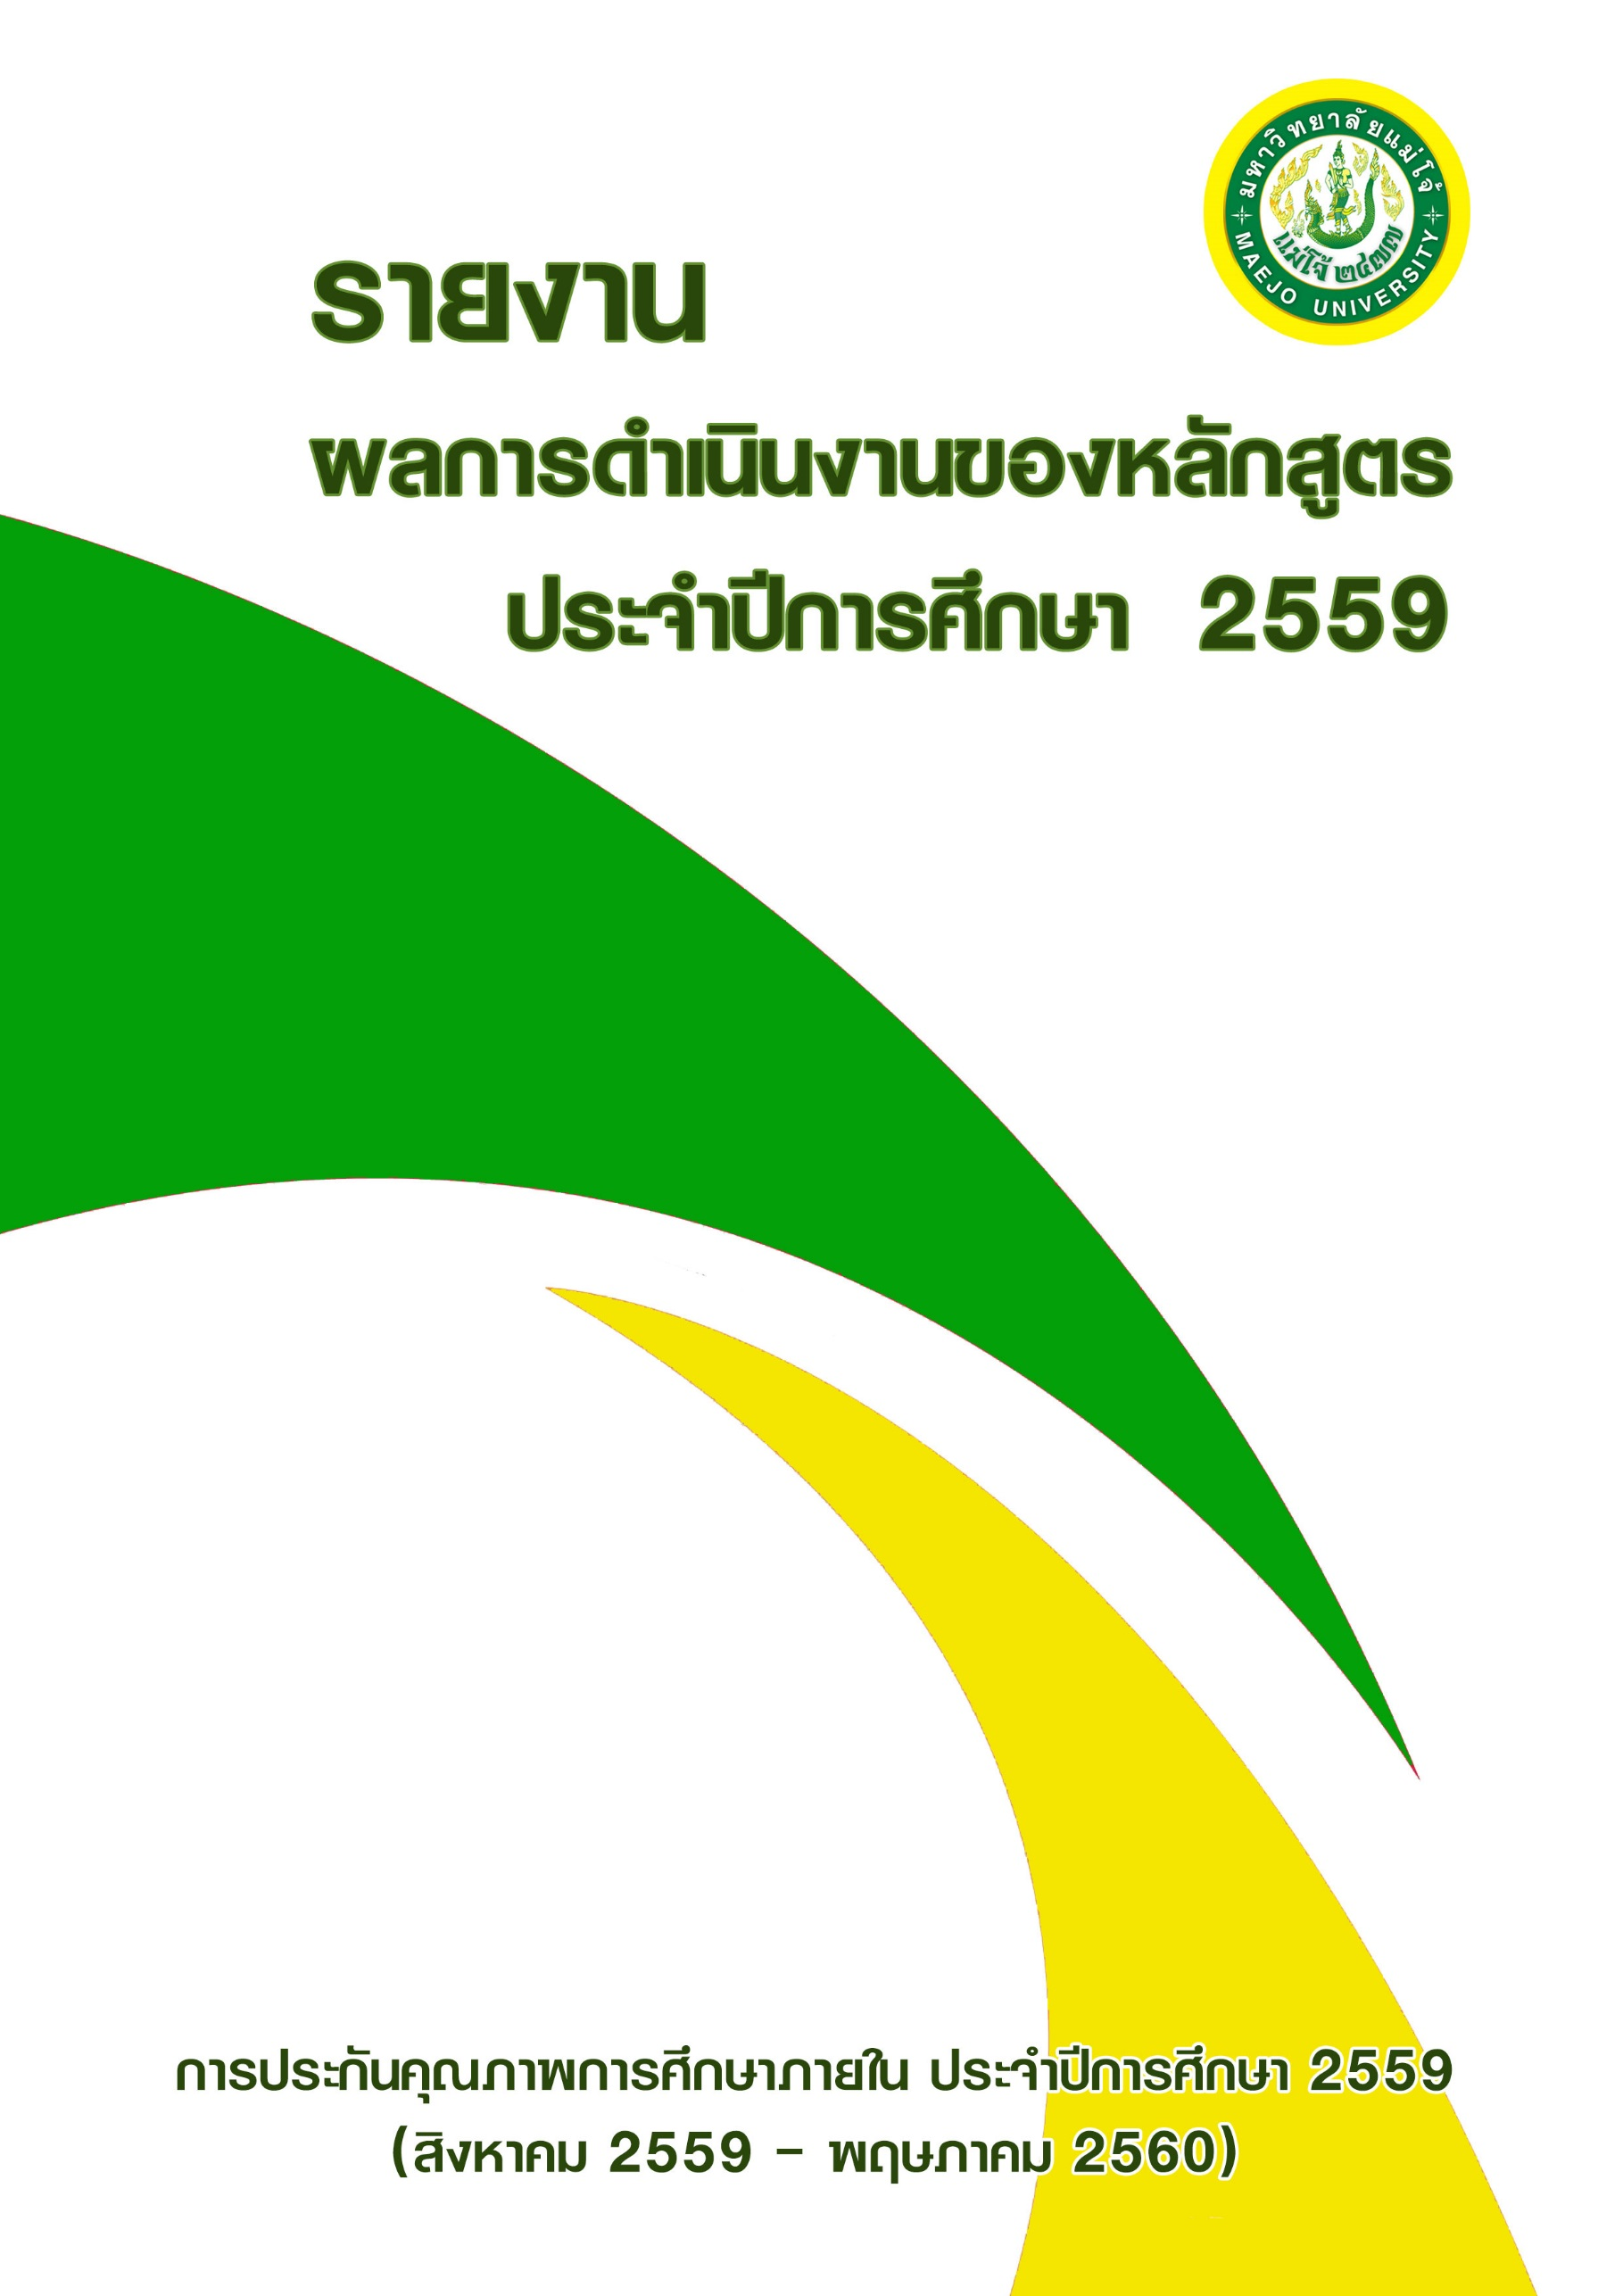 มหาวิทยาลัยแม่โจ้
แม่โจ้ ๒๔๗๗
MAEJO UNIVERSITY
รายงาน
ผลการดำเนินงานของหลักสูตร
ประจำปีการศึกษา 2559
การประกันคุณภาพการศึกษาภายใน ประจำปีการศึกษา 2559
(สิงหาคม 2559 - พฤษภาคม 2560)